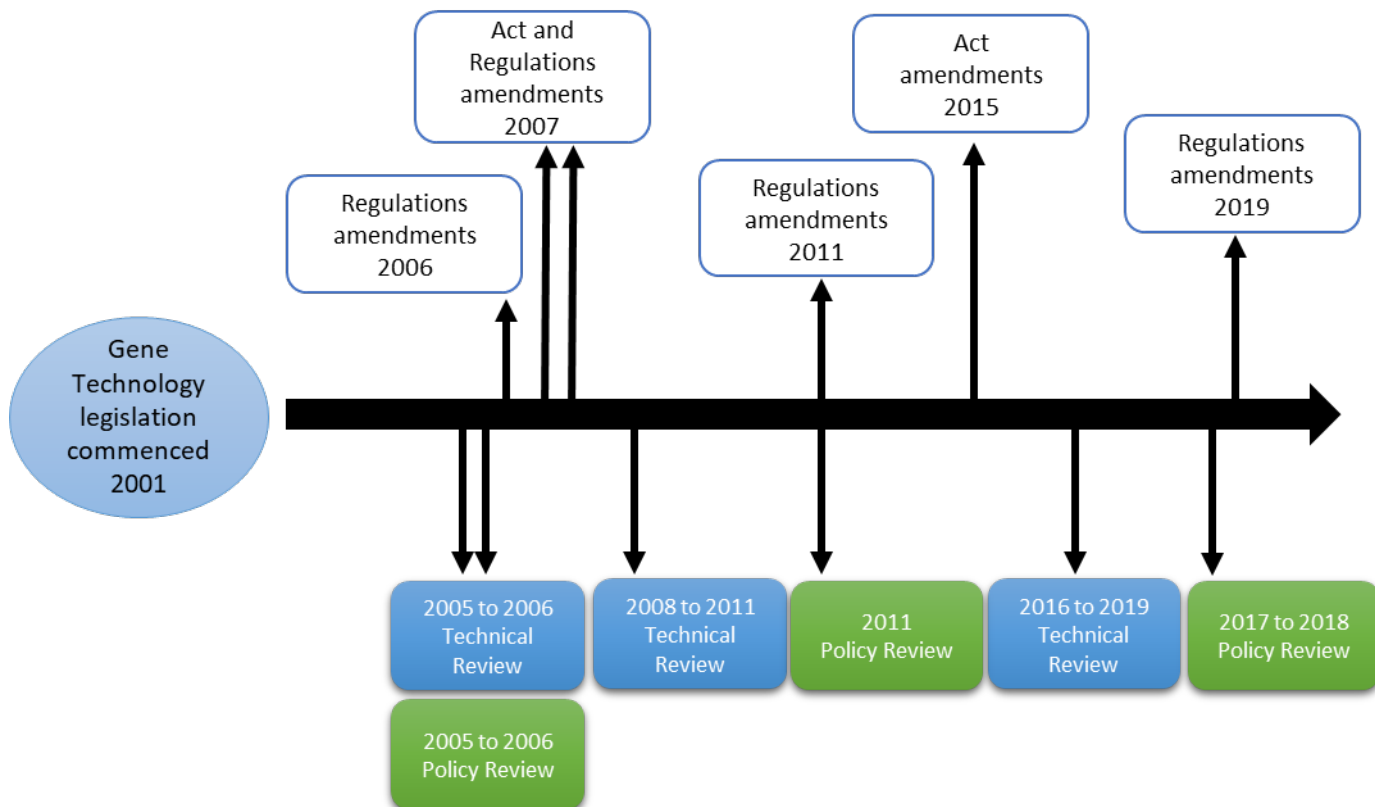 Act and
Regulations
amendments
2007
Act
amendments
2015
Regulations
amendments
2019
Regulations
amendments
2006
Regulations
amendments
2011
Gene
Technology
legislation
commenced
2001
2005 to 2006
Technical
Review
2008 to 2011
Technical
Review
2011
Policy Review
2016 to 2019
Technical
Review
2017 to 2018
Policy Review
2005 to 2006
Policy Review